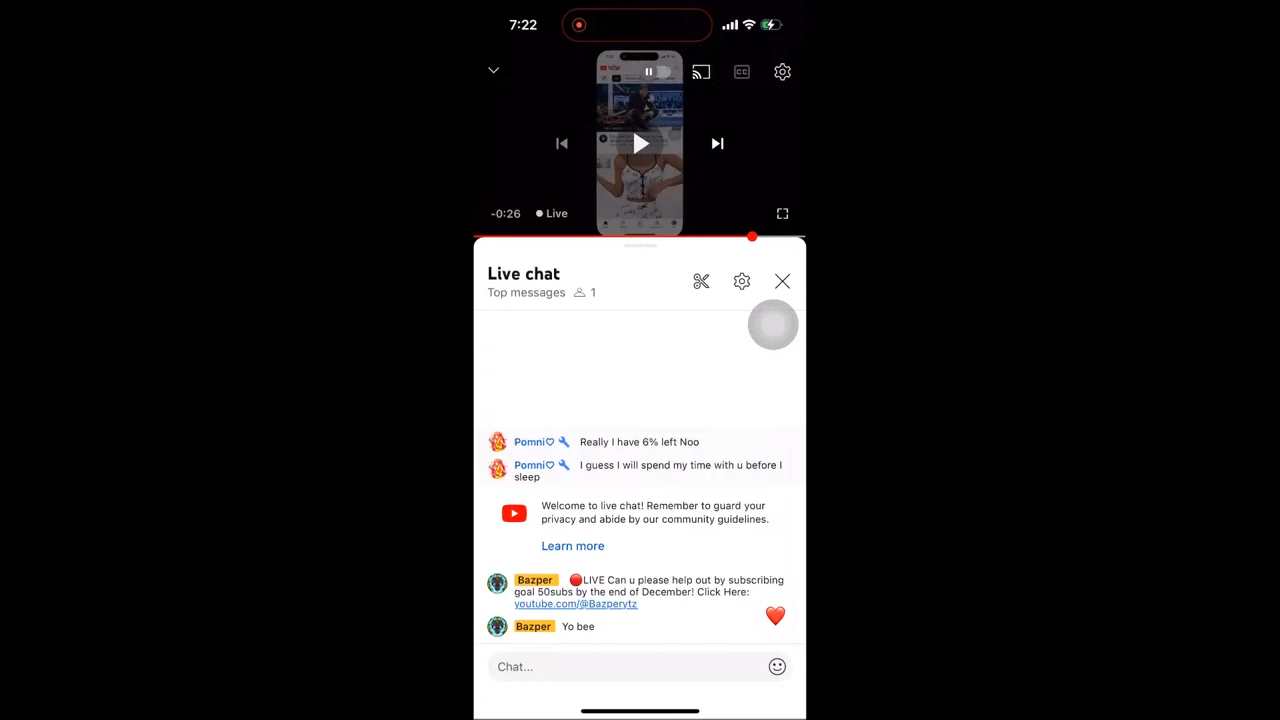 7:22
-0:26 Live
Live chat
Top messages 1
Pomni♡ Really I have 6% left Noo
Pomni♡ I guess I will spend my time with u before I
sleep
Welcome to live chat! Remember to guard your
privacy and abide by our community guidelines.
Learn more
Bazper 🔴LIVE Can u please help out by subscribing
goal 50subs by the end of December! Click Here:
youtube.com/@Bazperytz
Bazper Yo bee
Chat...